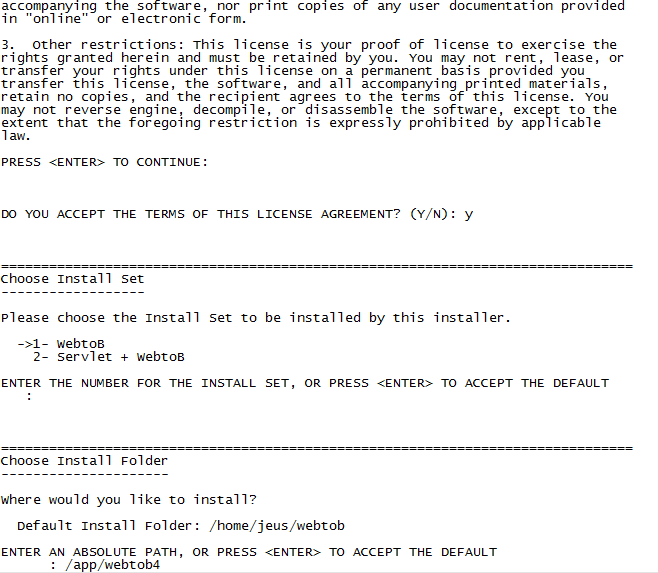 accompanying the software, nor print copies of any user documentation provided
in "online" or electronic form.
3.  Other restrictions: This license is your proof of license to exercise the
rights granted herein and must be retained by you. You may not rent, lease, or
transfer your rights under this license on a permanent basis provided you
transfer this license, the software, and all accompanying printed materials,
retain no copies, and the recipient agrees to the terms of this license. You
may not reverse engine, decompile, or disassemble the software, except to the
extent that the foregoing restriction is expressly prohibited by applicable
law.
PRESS <ENTER> TO CONTINUE:
DO YOU ACCEPT THE TERMS OF THIS LICENSE AGREEMENT? (Y/N): y
===============================================================================
Choose Install Set
------------------
Please choose the Install Set to be installed by this installer.
  ->1- WebtoB
    2- Servlet + WebtoB
ENTER THE NUMBER FOR THE INSTALL SET, OR PRESS <ENTER> TO ACCEPT THE DEFAULT
   :
===============================================================================
Choose Install Folder
---------------------
Where would you like to install?
  Default Install Folder: /home/jeus/webtob
ENTER AN ABSOLUTE PATH, OR PRESS <ENTER> TO ACCEPT THE DEFAULT
      : /app/webtob4